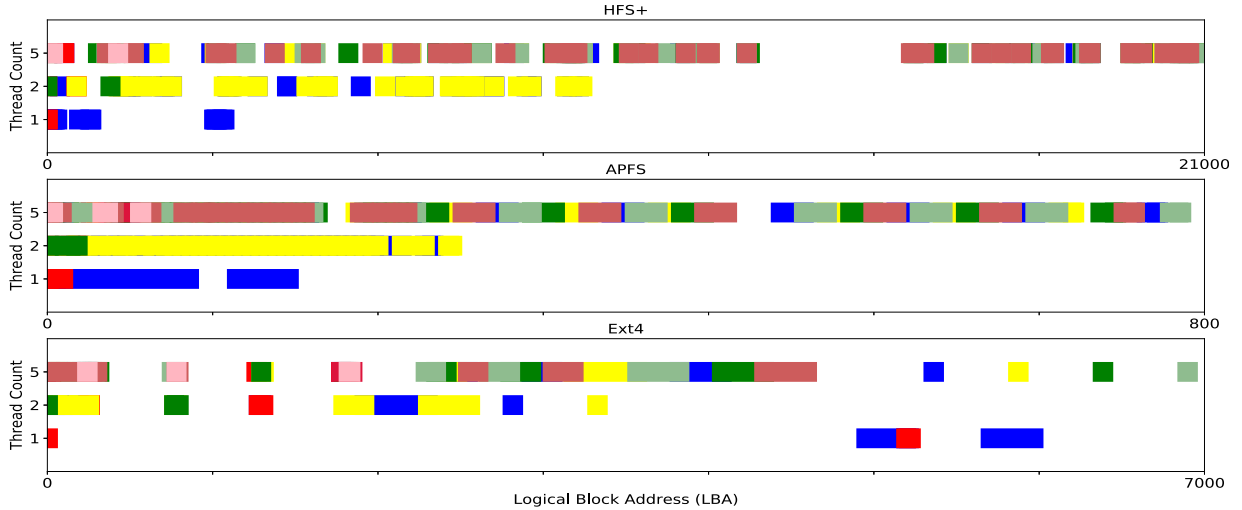 HFS+
Thread Count
5
2
1
0 21000
APFS
Thread Count
5
2
1
0 800
Ext4
Thread Count
5
2
1
0 7000
Logical Block Address (LBA)